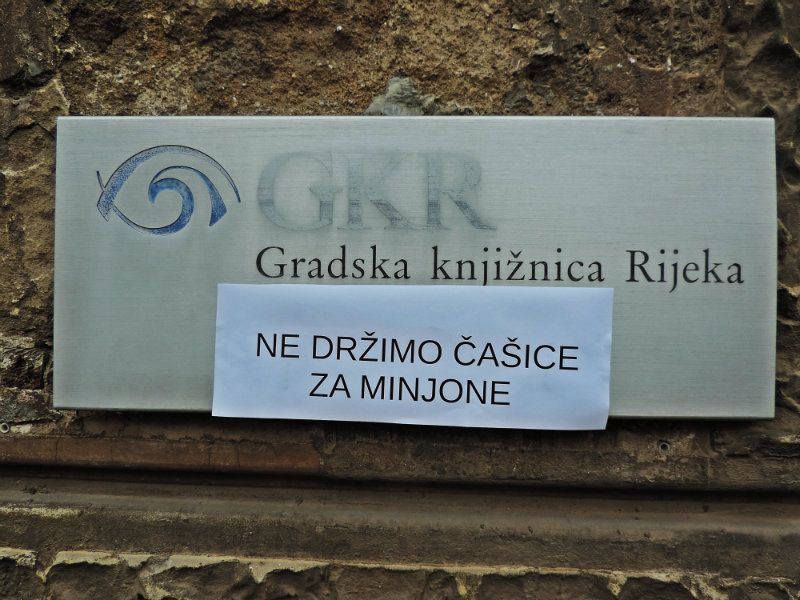 GKR
Gradska knjižnica Rijeka
NE DRŽIMO ČAŠICE
ZA MINJONE